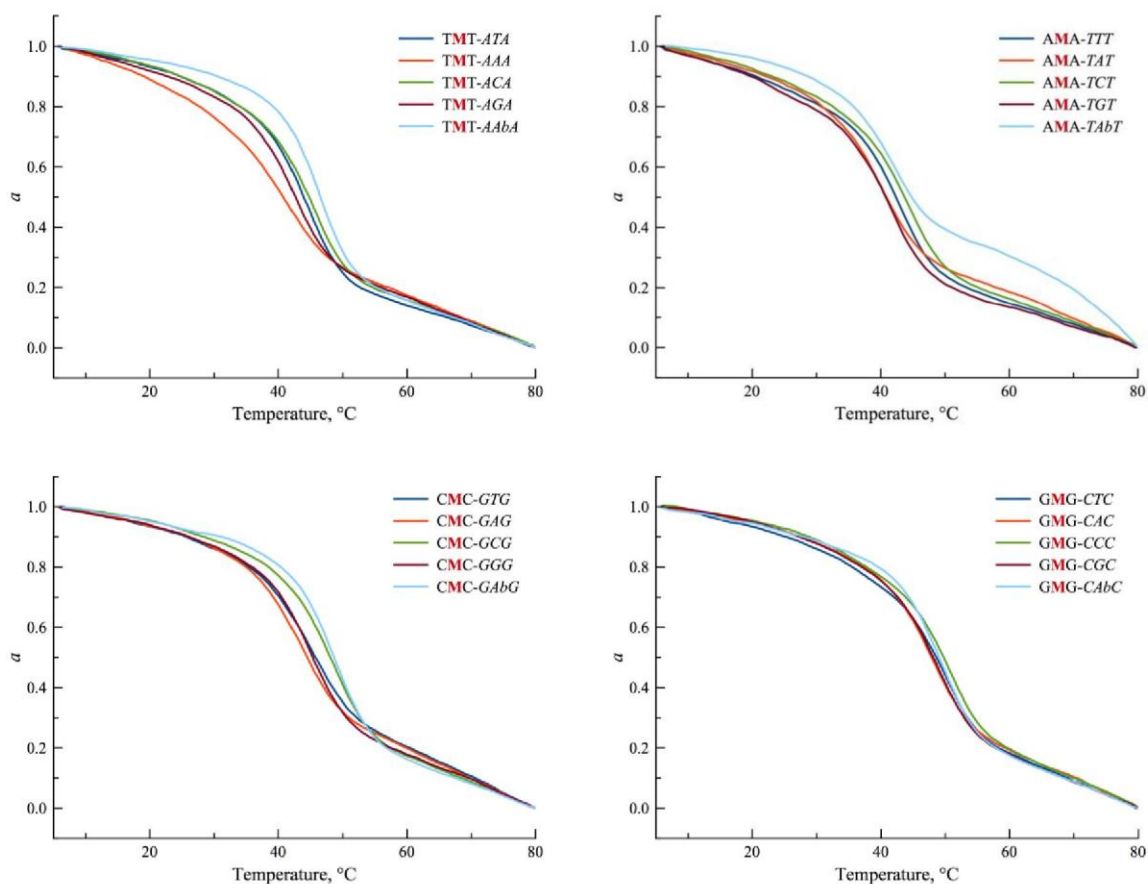 1.0
0.8
0.6
0.4
0.2
0.0
a
20
40
60
80
Temperature, °C
TMT-ATA
TMT-AAA
TMT-ACA
TMT-AGA
TMT-AAbA
1.0
0.8
0.6
0.4
0.2
0.0
a
20
40
60
80
Temperature, °C
AMA-TTT
AMA-TAT
AMA-TCT
AMA-TGT
AMA-TAbT
1.0
0.8
0.6
0.4
0.2
0.0
a
20
40
60
80
Temperature, °C
CMC-GTG
CMC-GAG
CMC-GCG
CMC-GGG
CMC-GAbG
1.0
0.8
0.6
0.4
0.2
0.0
a
20
40
60
80
Temperature, °C
GMG-CTC
GMG-CAC
GMG-CCC
GMG-CGC
GMG-CAbC